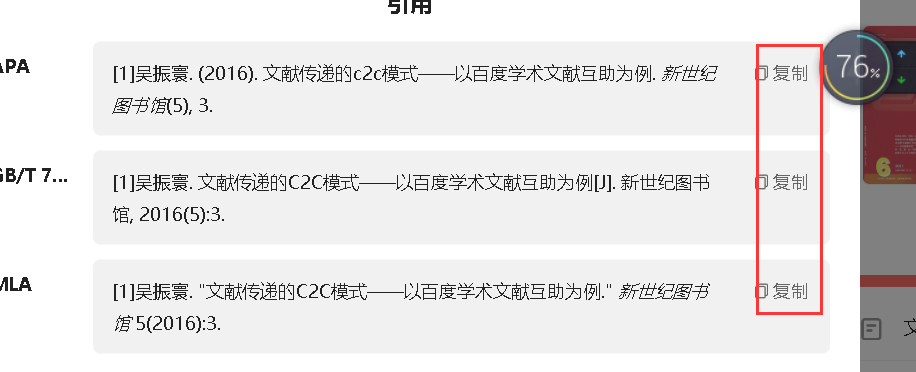 引用
APA
[1]吴振寰. (2016). 文献传递的c2c模式——以百度学术文献互助为例. 新世纪
图书馆(5), 3.
复制
76%
GB/T 7...
[1]吴振寰. 文献传递的C2C模式——以百度学术文献互助为例[J]. 新世纪图书
馆, 2016(5):3.
复制
6
MLA
[1]吴振寰. "文献传递的C2C模式——以百度学术文献互助为例." 新世纪图书
馆 5(2016):3.
复制
文